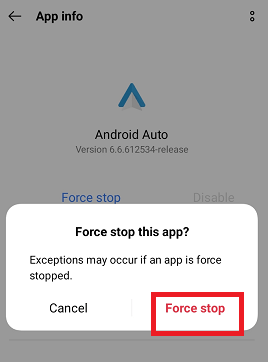 App info
Android Auto
Version 6.6.612534-release
Force stop Disable
Force stop this app?
Exceptions may occur if an app is force
stopped.
Cancel Force stop